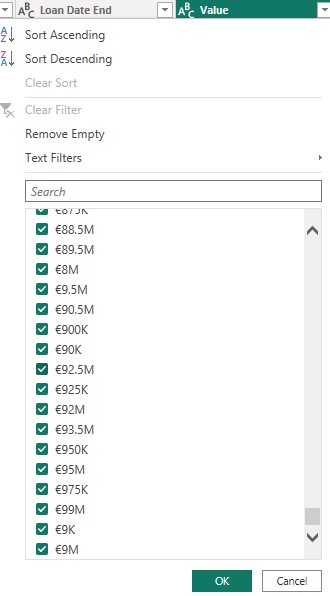 ABC Loan Date End ABC Value
Sort Ascending
Sort Descending
Clear Sort
Clear Filter
Remove Empty
Text Filters
Search
€875K
€88.5M
€89.5M
€8M
€9.5M
€90.5M
€900K
€90K
€92.5M
€925K
€92M
€93.5M
€950K
€95M
€975K
€99M
€9K
€9M
OK Cancel